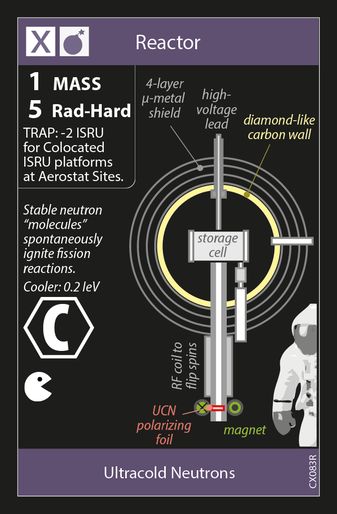 X
Reactor
1 MASS
5 Rad-Hard
TRAP: -2 ISRU
for Colocated
ISRU platforms
at Aerostat Sites.
Stable neutron
“molecules”
spontaneously
ignite fission
reactions.
Cooler: 0.2 IeV
C
4-layer
μ-metal
shield
high-
voltage
lead
diamond-like
carbon wall
storage
cell
RF coil to
flip spins
UCN
polarizing
foil
magnet
Ultracold Neutrons
CX083R